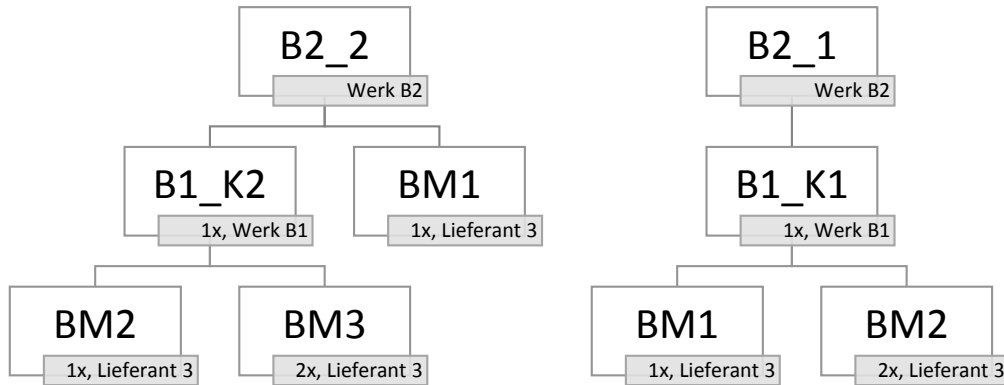 B2_2
Werk B2
B2_1
Werk B2
B1_K2
1x, Werk B1
BM1
1x, Lieferant 3
B1_K1
1x, Werk B1
BM2
1x, Lieferant 3
BM3
2x, Lieferant 3
BM1
1x, Lieferant 3
BM2
2x, Lieferant 3